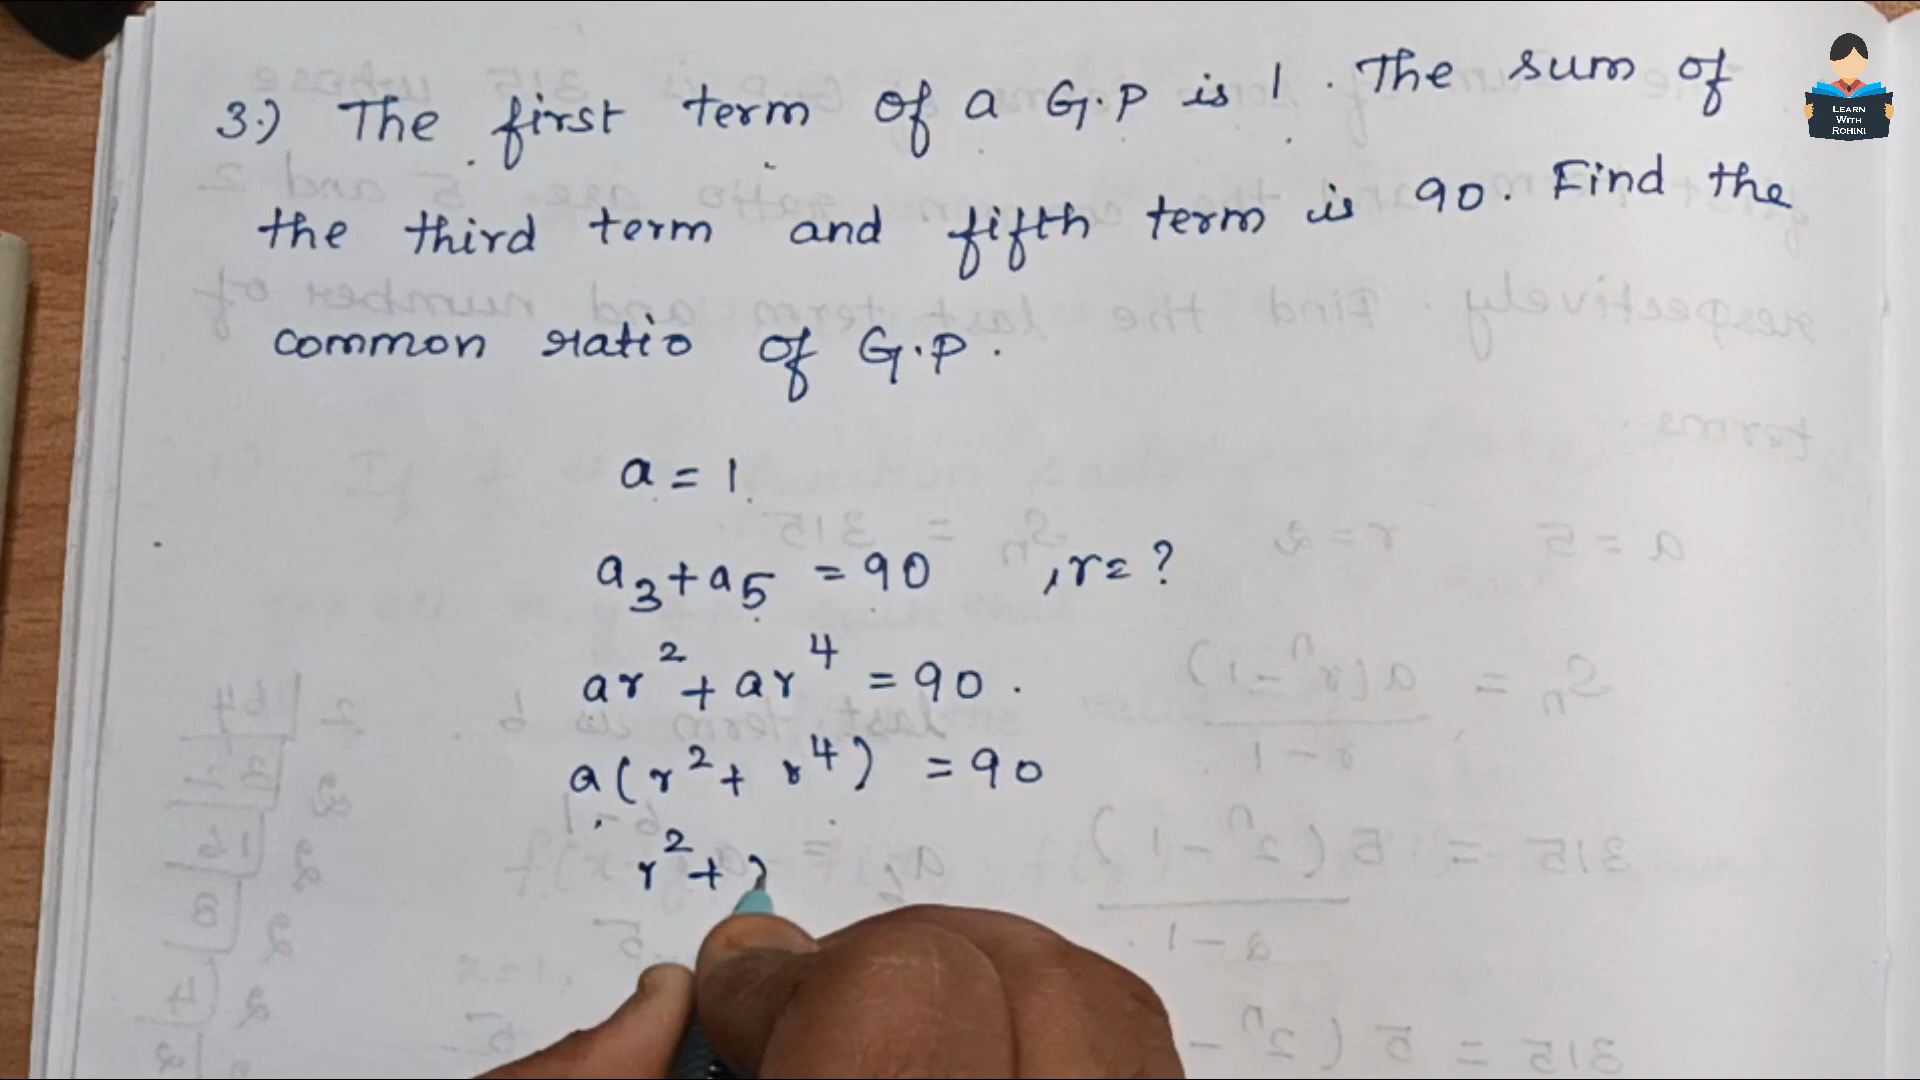 3.) The first term of a G.P is 1. The sum of
the third term and fifth term is 90. Find the
common ratio of G.P.
a = 1
a₃+a₅ = 90 , r = ?
ar² + ar⁴ = 90.
a(r² + r⁴) = 90
r² +
LEARN
WITH
ROHINI